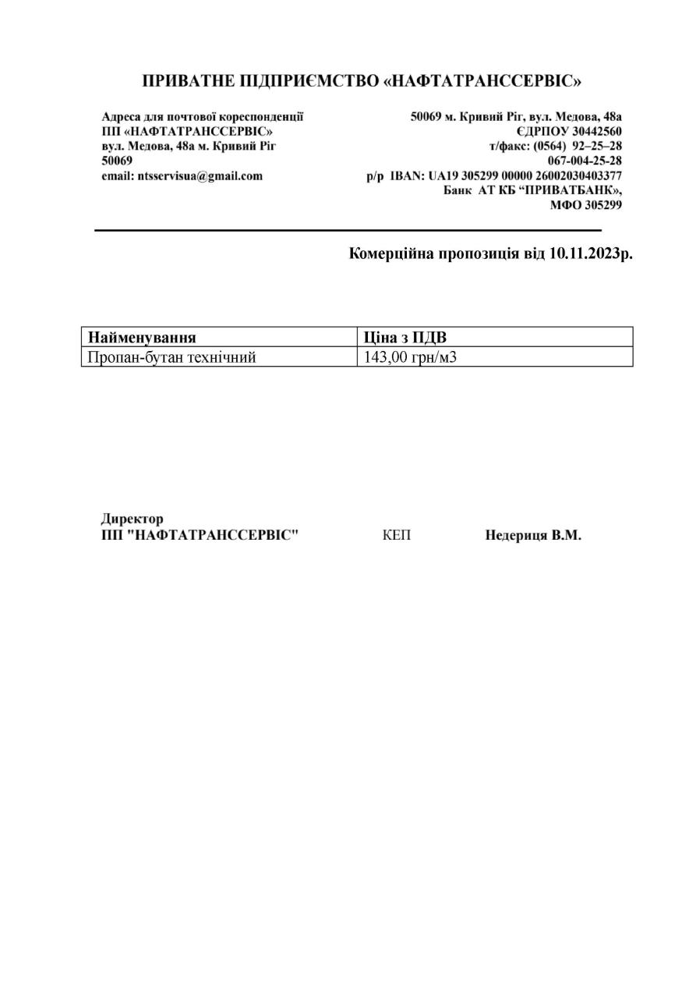 ПРИВАТНЕ ПІДПРИЄМСТВО «НАФТАТРАНССЕРВІС»
Адреса для почтової кореспонденції
ПП «НАФТАТРАНССЕРВІС»
вул. Медова, 48а м. Кривий Ріг
50069
email: ntsservisua@gmail.com
50069 м. Кривий Ріг, вул. Медова, 48а
ЄДРПОУ 30442560
т/факс: (0564) 92–25–28
067-004-25-28
р/р IBAN: UA19 305299 00000 26002030403377
Банк АТ КБ “ПРИВАТБАНК»,
МФО 305299
Комерційна пропозиція від 10.11.2023р.
Найменування Ціна з ПДВ
Пропан-бутан технічний 143,00 грн/м3
Директор
ПП "НАФТАТРАНССЕРВІС" КЕП Недериця В.М.